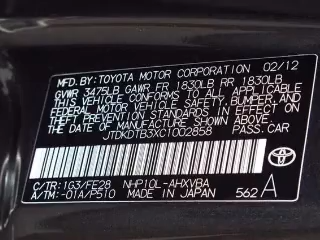 MFD. BY: TOYOTA MOTOR CORPORATION 02/12
GVWR 3475LB GAWR FR 1830LB RR 1830LB
THIS VEHICLE CONFORMS TO ALL APPLICABLE
FEDERAL MOTOR VEHICLE SAFETY, BUMPER, AND
THEFT PREVENTION STANDARDS IN EFFECT ON THE DATE
OF MANUFACTURE SHOWN ABOVE.
JTDKDTB3XC1002858 PASS.CAR
TOYOTA
C/TR: 1G3/FE28 NHP10L-AHXVBA
A/TM: -01A/P510 MADE IN JAPAN 562 A